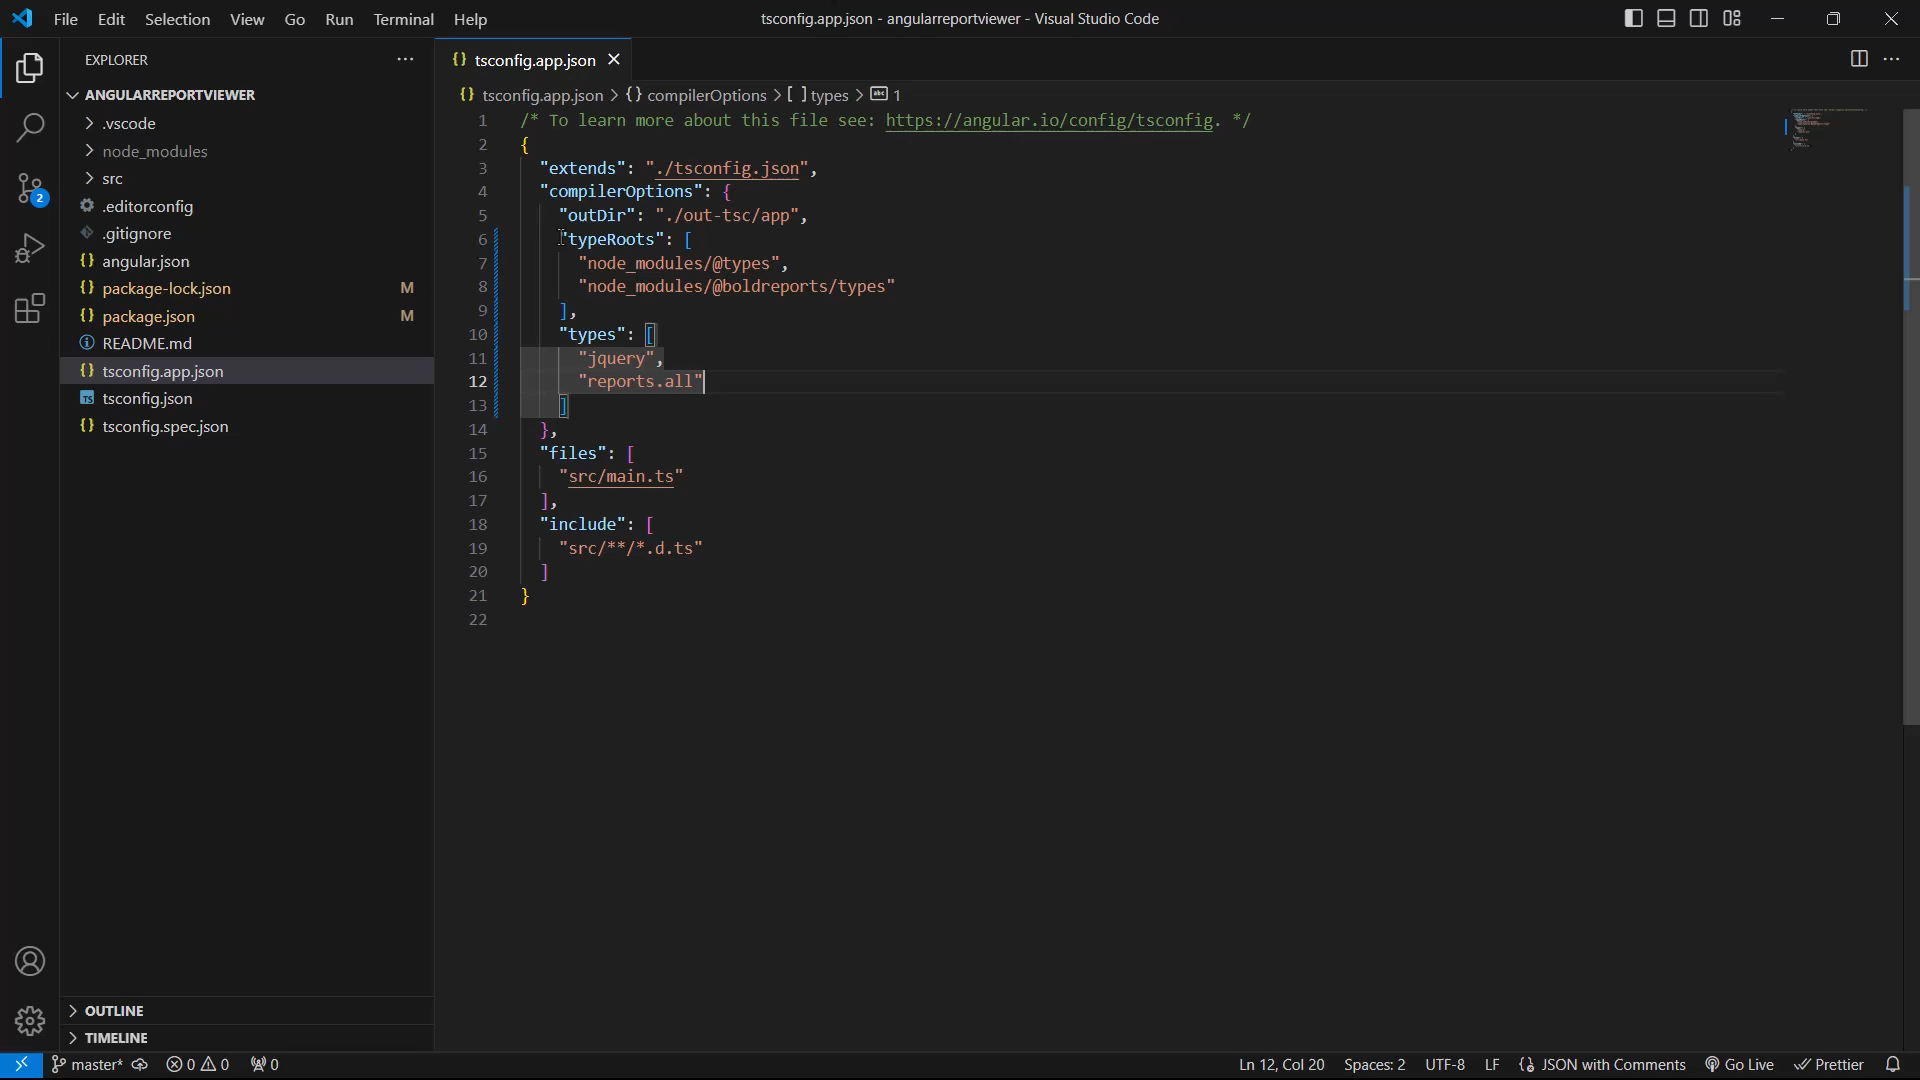 File Edit Selection View Go Run Terminal Help
tsconfig.app.json - angularreportviewer - Visual Studio Code
EXPLORER
ANGULARREPORTVIEWER
.vscode
node_modules
src
.editorconfig
.gitignore
angular.json
package-lock.json M
package.json M
README.md
tsconfig.app.json
tsconfig.json
tsconfig.spec.json
OUTLINE
TIMELINE
2
tsconfig.app.json
tsconfig.app.json > {} compilerOptions > [ ] types > abc 1
1 /* To learn more about this file see: https://angular.io/config/tsconfig. */
2 {
3 "extends": "./tsconfig.json",
4 "compilerOptions": {
5 "outDir": "./out-tsc/app",
6 "typeRoots": [
7 "node_modules/@types",
8 "node_modules/@boldreports/types"
9 ],
10 "types": [
11 "jquery",
12 "reports.all"
13 ]
14 },
15 "files": [
16 "src/main.ts"
17 ],
18 "include": [
19 "src/**/*.d.ts"
20 ]
21 }
22
master* 0 0 0 Ln 12, Col 20 Spaces: 2 UTF-8 LF JSON with Comments Go Live Prettier